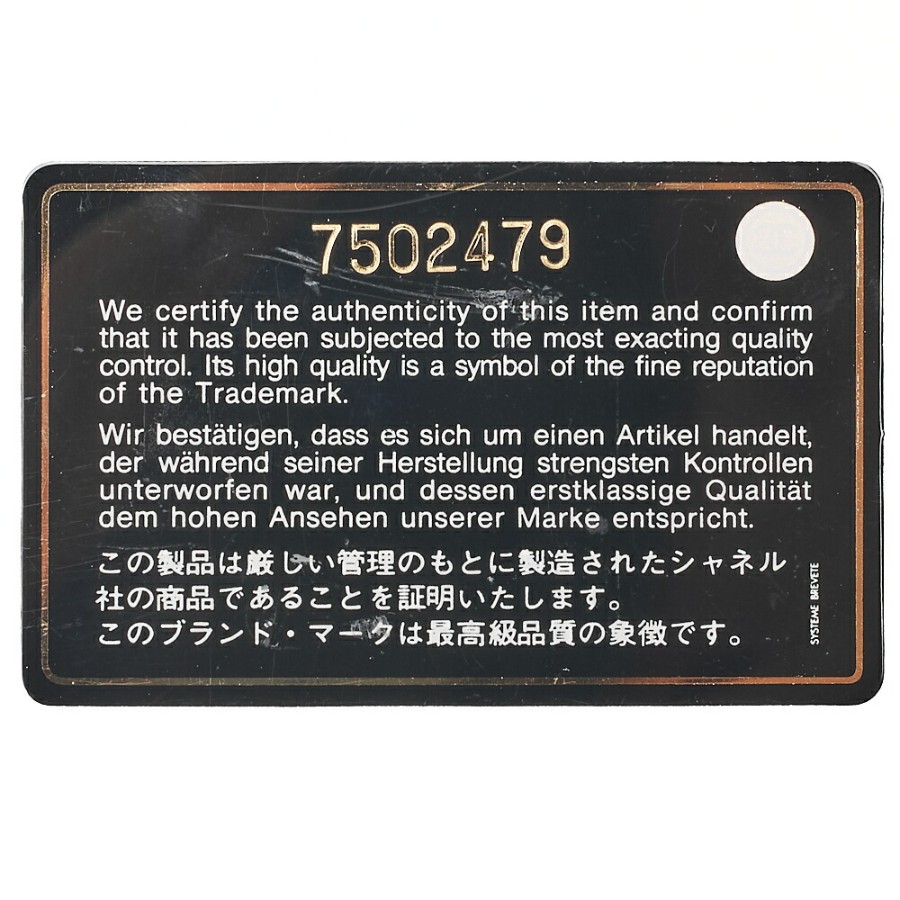 7502479
We certify the authenticity of this item and confirm
that it has been subjected to the most exacting quality
control. Its high quality is a symbol of the fine reputation
of the Trademark.
Wir bestätigen, dass es sich um einen Artikel handelt,
der während seiner Herstellung strengsten Kontrollen
unterworfen war, und dessen erstklassige Qualität
dem hohen Ansehen unserer Marke entspricht.
この製品は厳しい管理のもとに製造されたシャネル
社の商品であることを証明いたします。
このブランド・マークは最高級品質の象徴です。
SYSTEME BREVETE